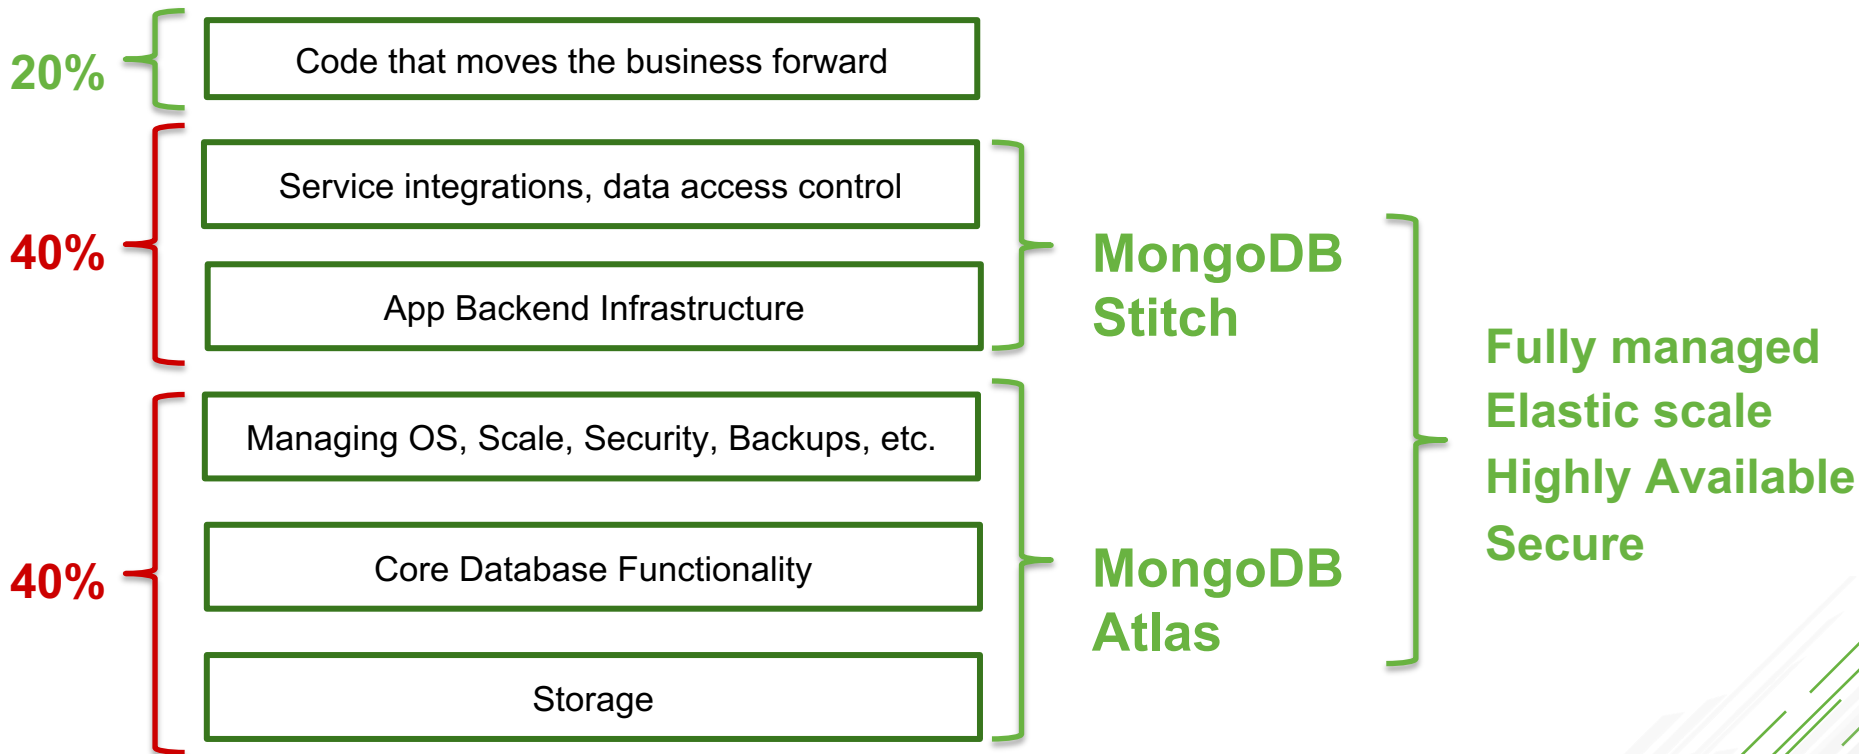 20%
Code that moves the business forward
40%
Service integrations, data access control
App Backend Infrastructure
MongoDB
Stitch
40%
Managing OS, Scale, Security, Backups, etc.
Core Database Functionality
Storage
MongoDB
Atlas
Fully managed
Elastic scale
Highly Available
Secure